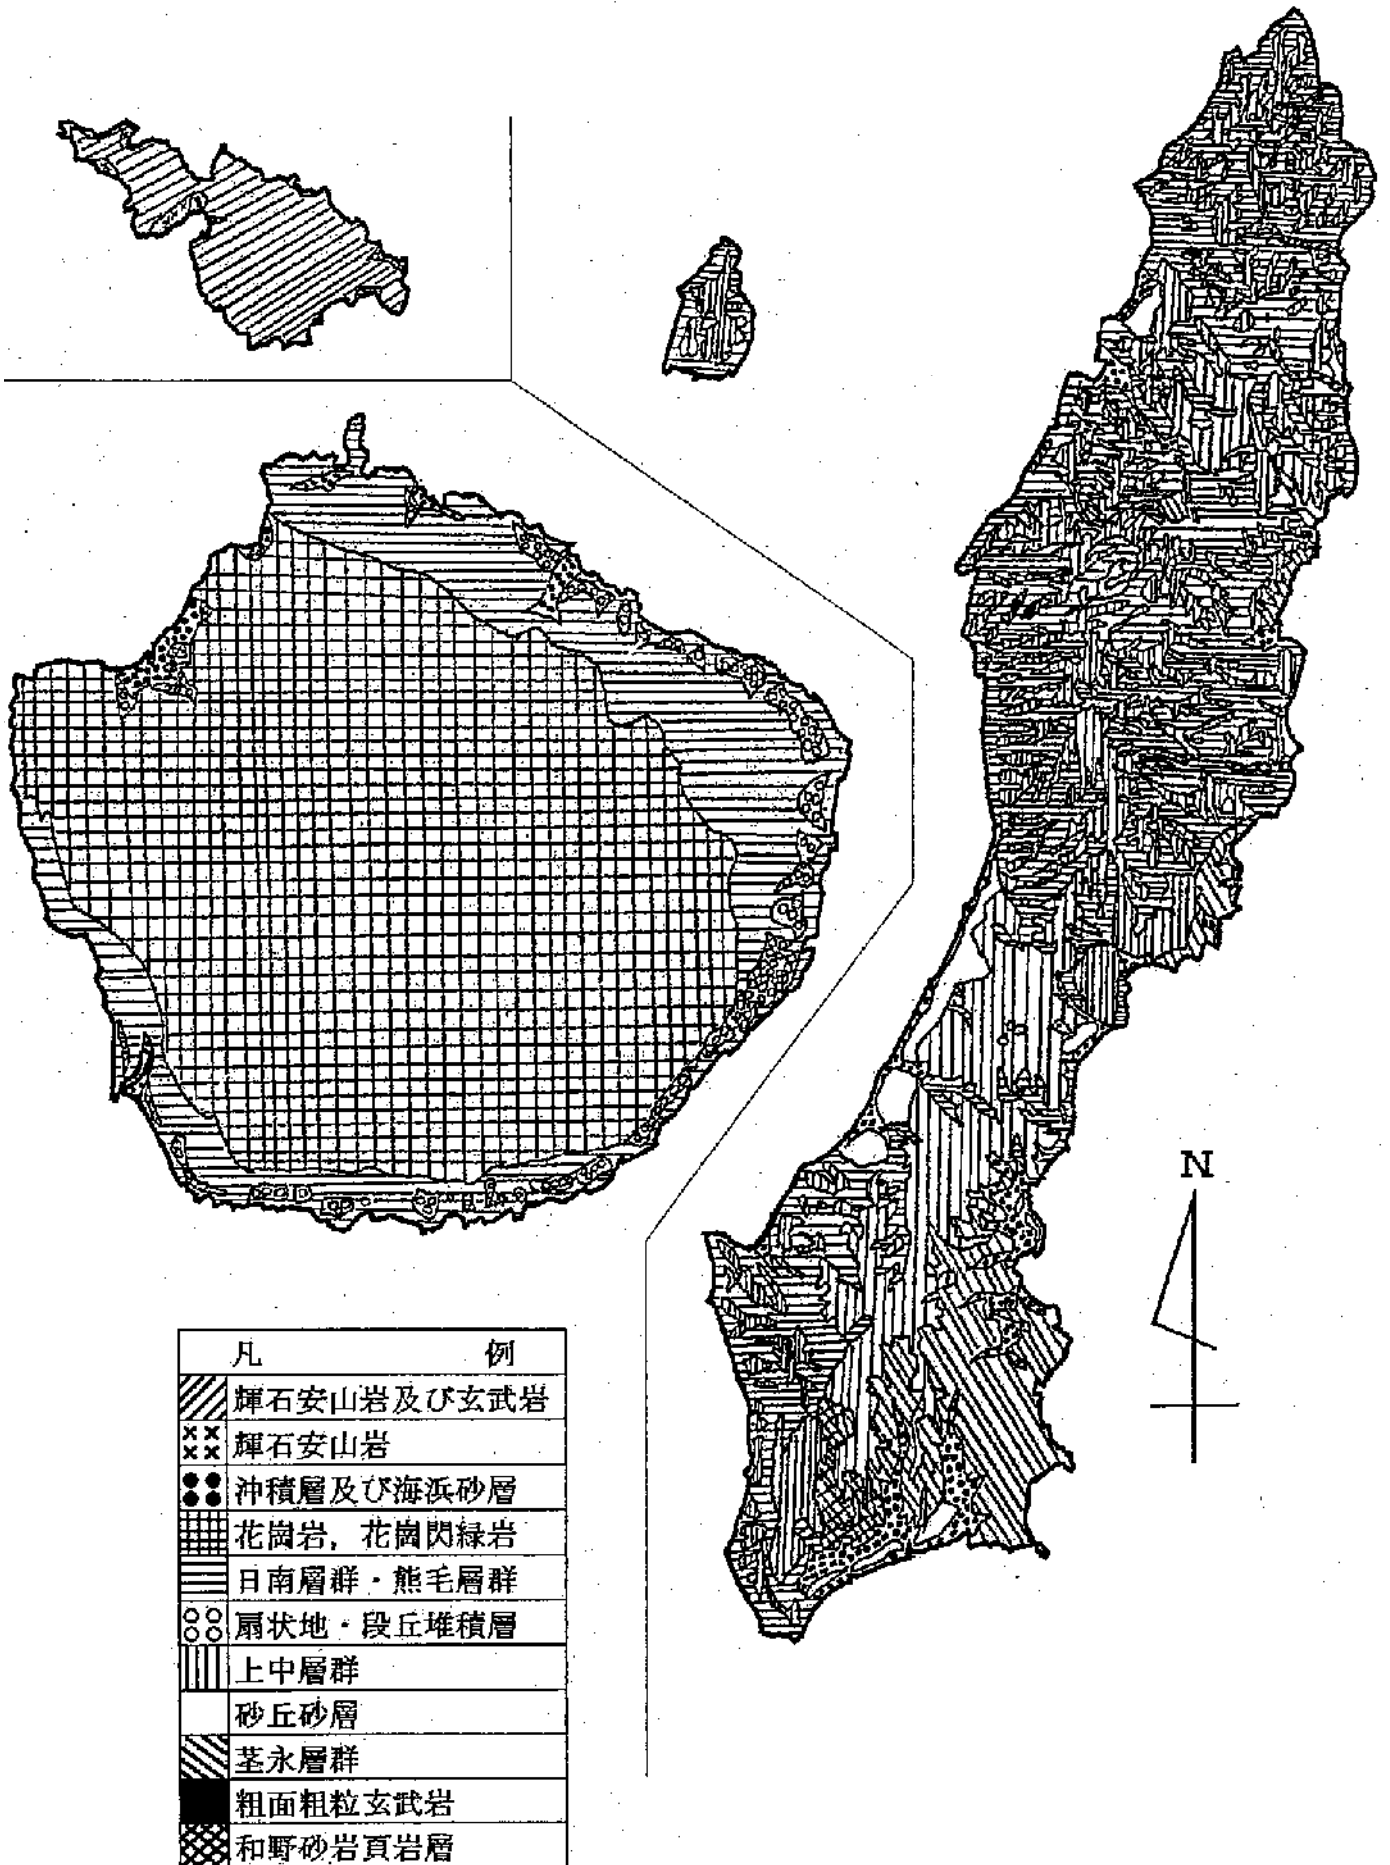 N
凡 例
輝石安山岩及び玄武岩
輝石安山岩
沖積層及び海浜砂層
花崗岩，花崗閃緑岩
日南層群・熊毛層群
扇状地・段丘堆積層
上中層群
砂丘砂層
茎永層群
粗面粗粒玄武岩
和野砂岩頁岩層